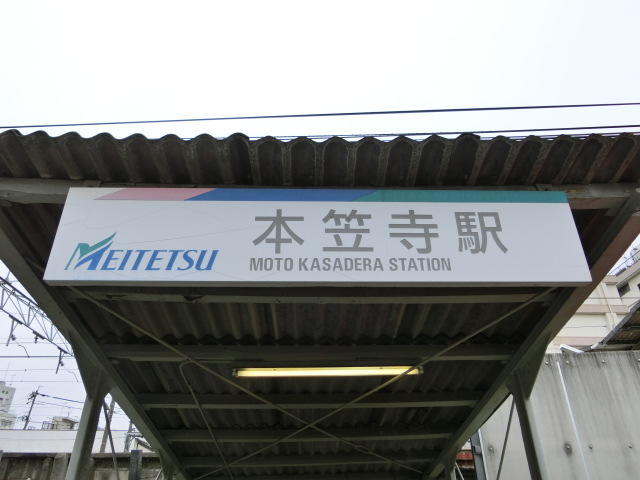 MEITETSU
本笠寺駅
MOTO KASADERA STATION